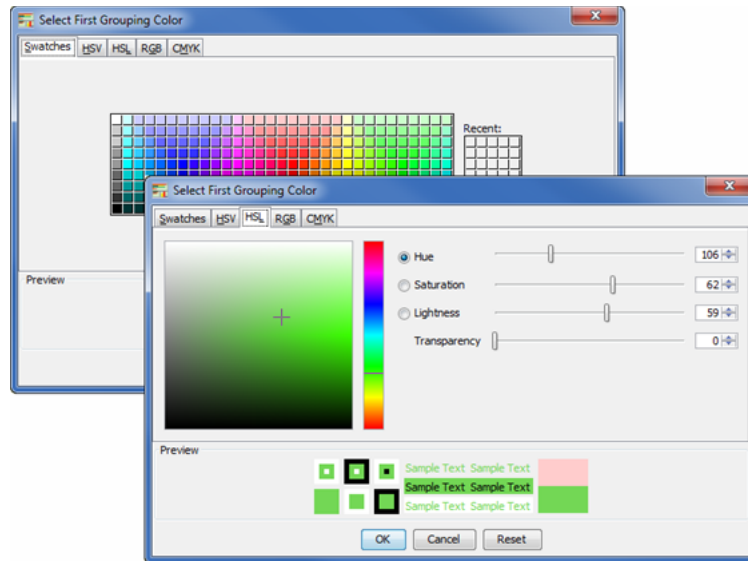 Select First Grouping Color
Swatches HSV HSL RGB CMYK
Recent:
Preview
Select First Grouping Color
Swatches HSV HSL RGB CMYK
Hue 106
Saturation 62
Lightness 59
Transparency 0
Preview
Sample Text Sample Text
Sample Text Sample Text
Sample Text Sample Text
OK Cancel Reset